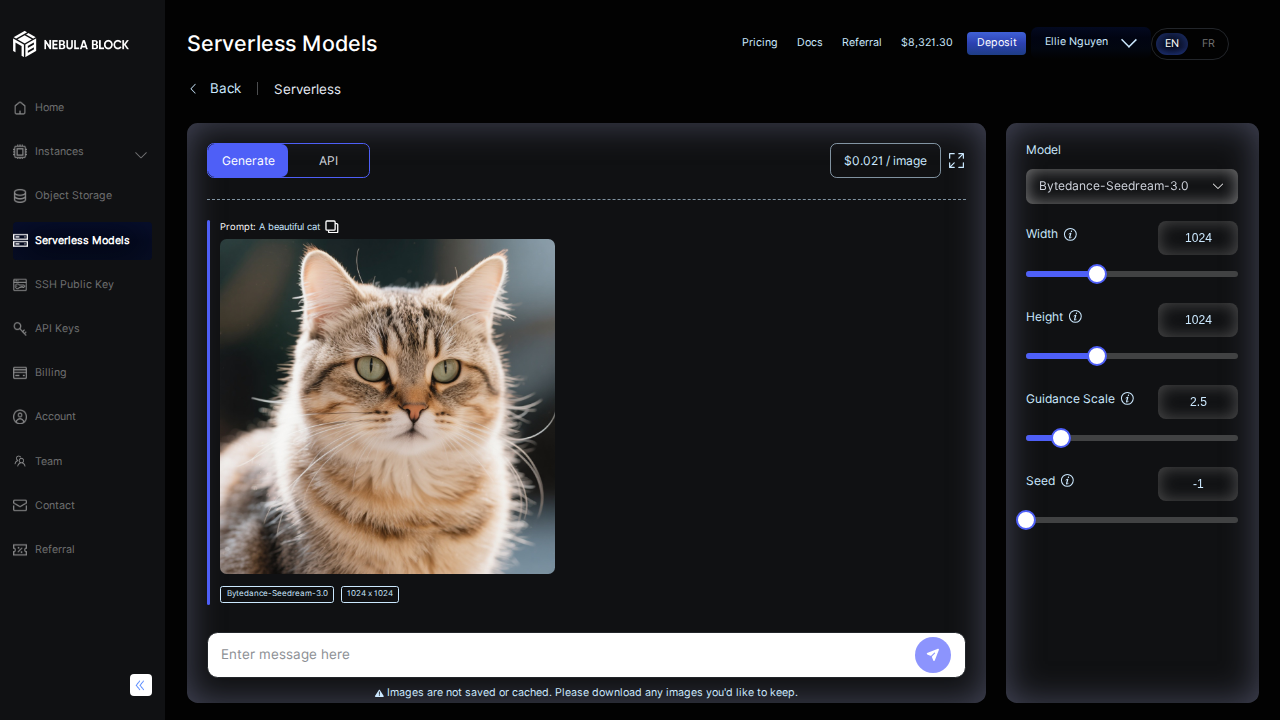 NEBULA BLOCK
Serverless Models
Pricing
Docs
Referral
$8,321.30
Deposit
Ellie Nguyen
EN
FR
Back
Serverless
Home
Instances
Object Storage
Serverless Models
SSH Public Key
API Keys
Billing
Account
Team
Contact
Referral
Generate
API
$0.021 / image
Prompt: A beautiful cat
Bytedance-Seedream-3.0
1024 x 1024
Enter message here
Images are not saved or cached. Please download any images you'd like to keep.
Model
Bytedance-Seedream-3.0
Width
1024
Height
1024
Guidance Scale
2.5
Seed
-1